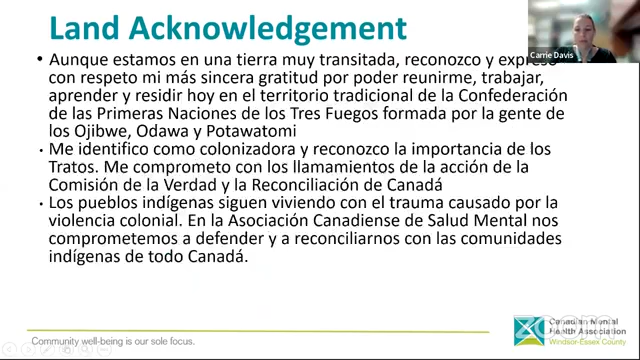 Land Acknowledgement
Carrie Davis
• Aunque estamos en una tierra muy transitada, reconozco y expreso
con respeto mi más sincera gratitud por poder reunirme, trabajar,
aprender y residir hoy en el territorio tradicional de la Confederación
de las Primeras Naciones de los Tres Fuegos formada por la gente de
los Ojibwe, Odawa y Potawatomi
• Me identifico como colonizadora y reconozco la importancia de los
Tratos. Me comprometo con los llamamientos de la acción de la
Comisión de la Verdad y la Reconciliación de Canadá
• Los pueblos indígenas siguen viviendo con el trauma causado por la
violencia colonial. En la Asociación Canadiense de Salud Mental nos
comprometemos a defender y a reconciliarnos con las comunidades
indígenas de todo Canadá.
Community well-being is our sole focus.
Canadian Mental
Health Association
Windsor-Essex County
zoom